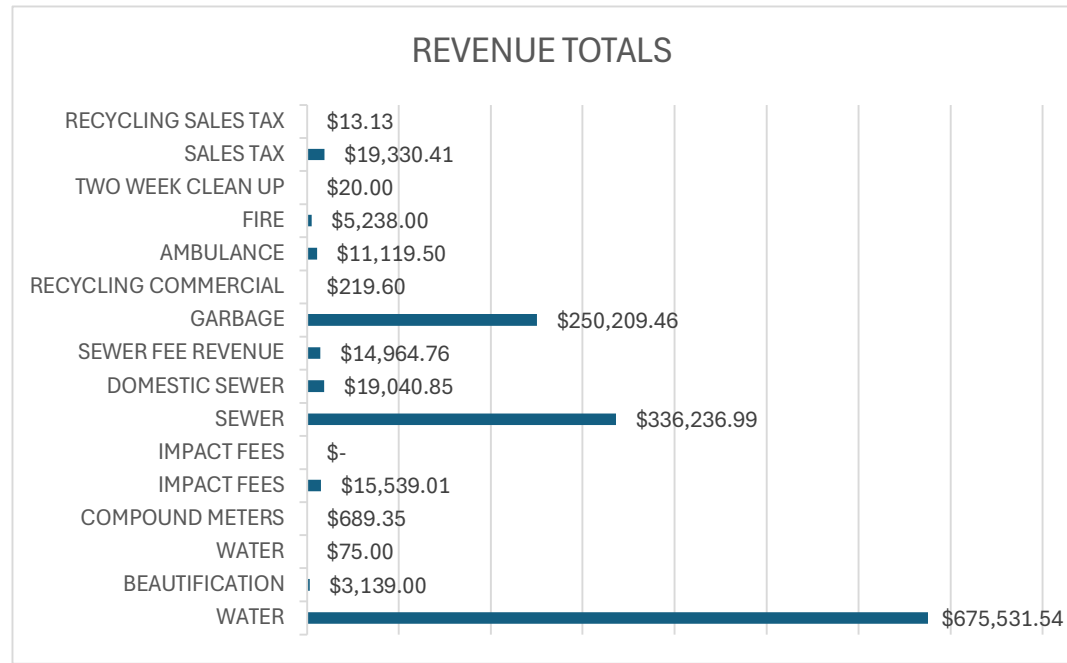 REVENUE TOTALS
RECYCLING SALES TAX $13.13
SALES TAX $19,330.41
TWO WEEK CLEAN UP $20.00
FIRE $5,238.00
AMBULANCE $11,119.50
RECYCLING COMMERCIAL $219.60
GARBAGE $250,209.46
SEWER FEE REVENUE $14,964.76
DOMESTIC SEWER $19,040.85
SEWER $336,236.99
IMPACT FEES $-
IMPACT FEES $15,539.01
COMPOUND METERS $689.35
WATER $75.00
BEAUTIFICATION $3,139.00
WATER $675,531.54